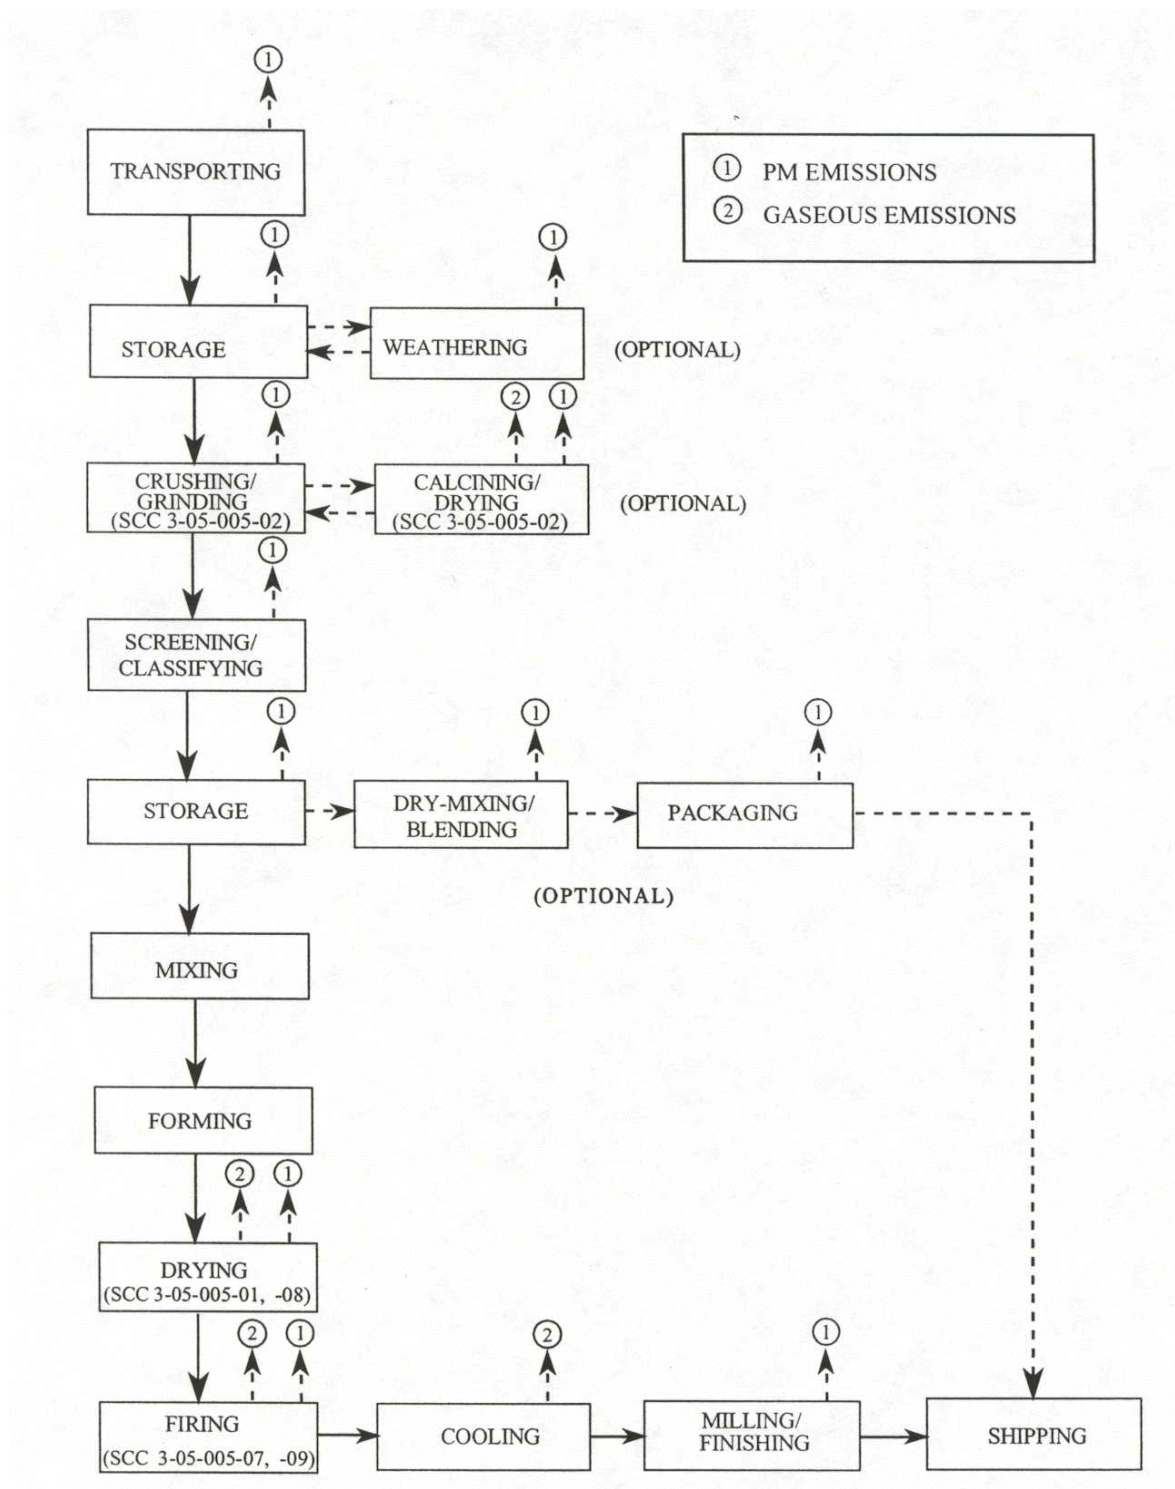 ①
TRANSPORTING
① PM EMISSIONS
② GASEOUS EMISSIONS
①
①
STORAGE
WEATHERING
(OPTIONAL)
①
②
①
CRUSHING/
GRINDING
(SCC 3-05-005-02)
CALCINING/
DRYING
(SCC 3-05-005-02)
(OPTIONAL)
①
SCREENING/
CLASSIFYING
①
①
①
STORAGE
DRY-MIXING/
BLENDING
PACKAGING
(OPTIONAL)
MIXING
FORMING
②
①
DRYING
(SCC 3-05-005-01, -08)
②
①
②
①
FIRING
(SCC 3-05-005-07, -09)
COOLING
MILLING/
FINISHING
SHIPPING